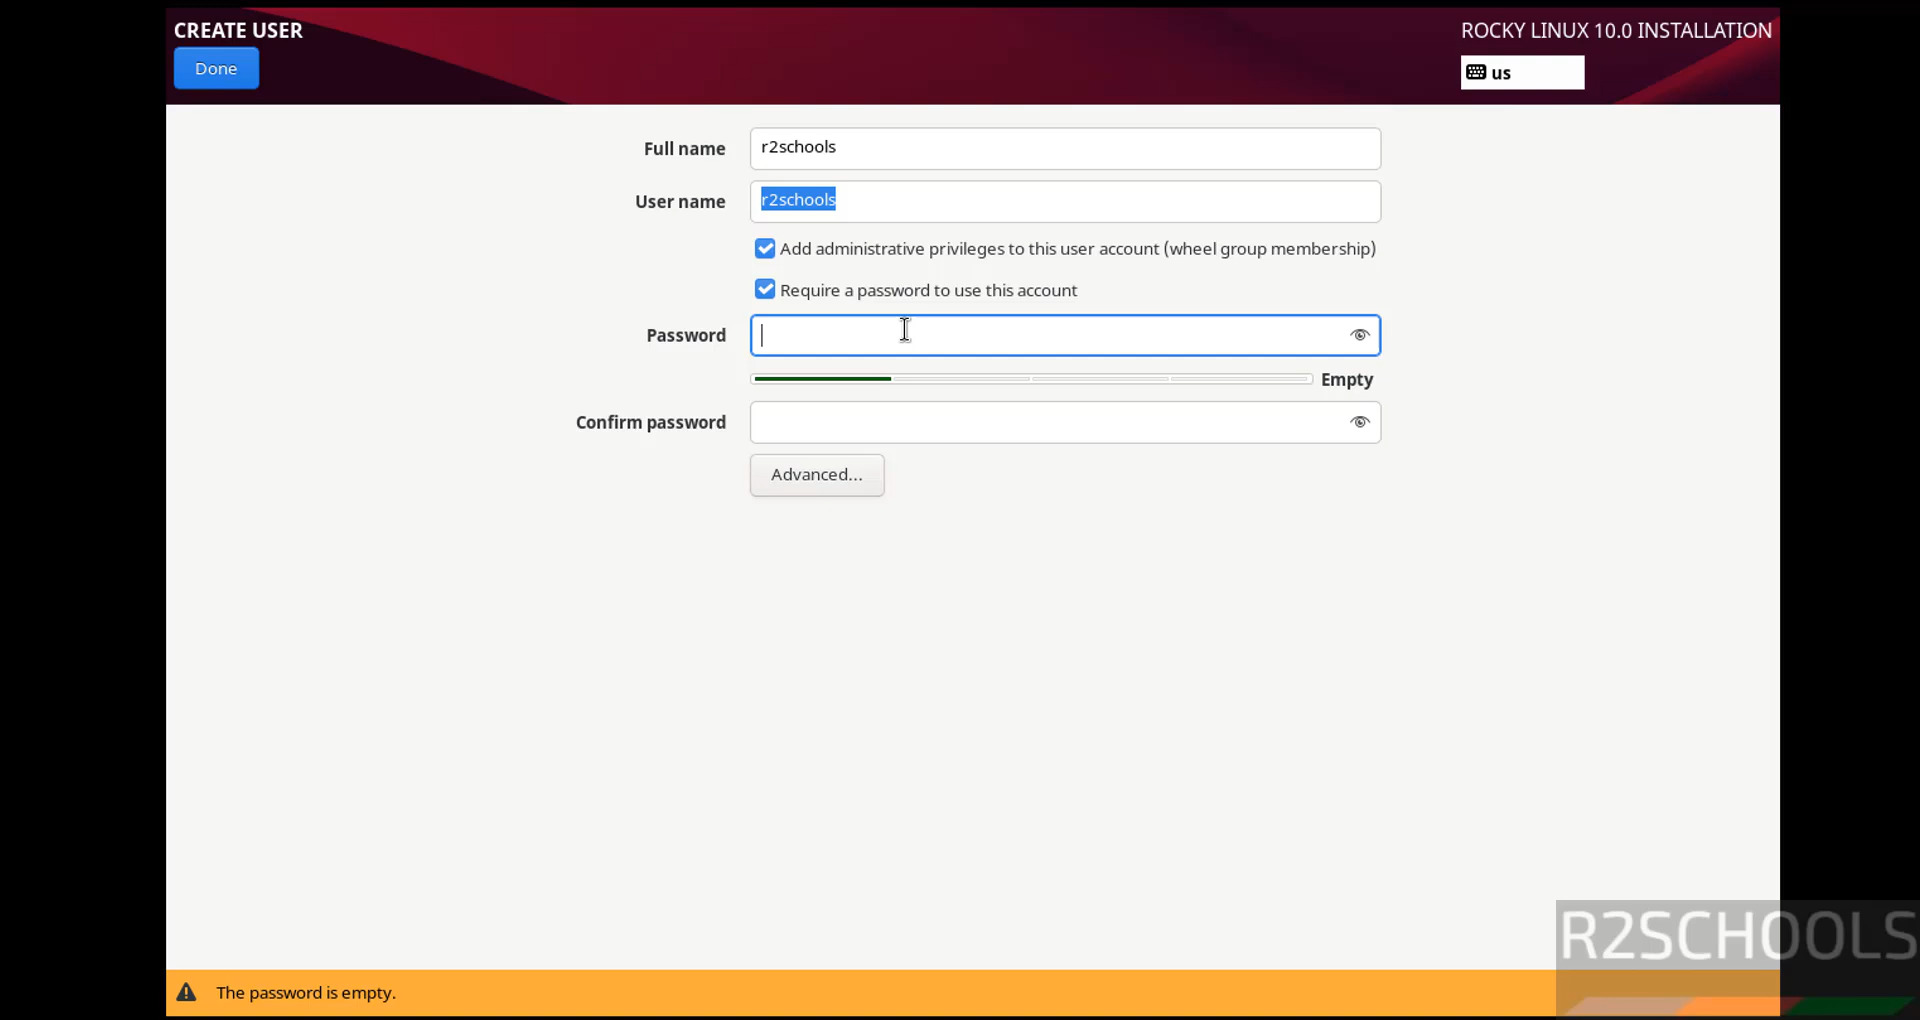 CREATE USER
ROCKY LINUX 10.0 INSTALLATION
Done
us
Full name
r2schools
User name
r2schools
Add administrative privileges to this user account (wheel group membership)
Require a password to use this account
Password
Empty
Confirm password
Advanced...
R2SCHOOLS
The password is empty.